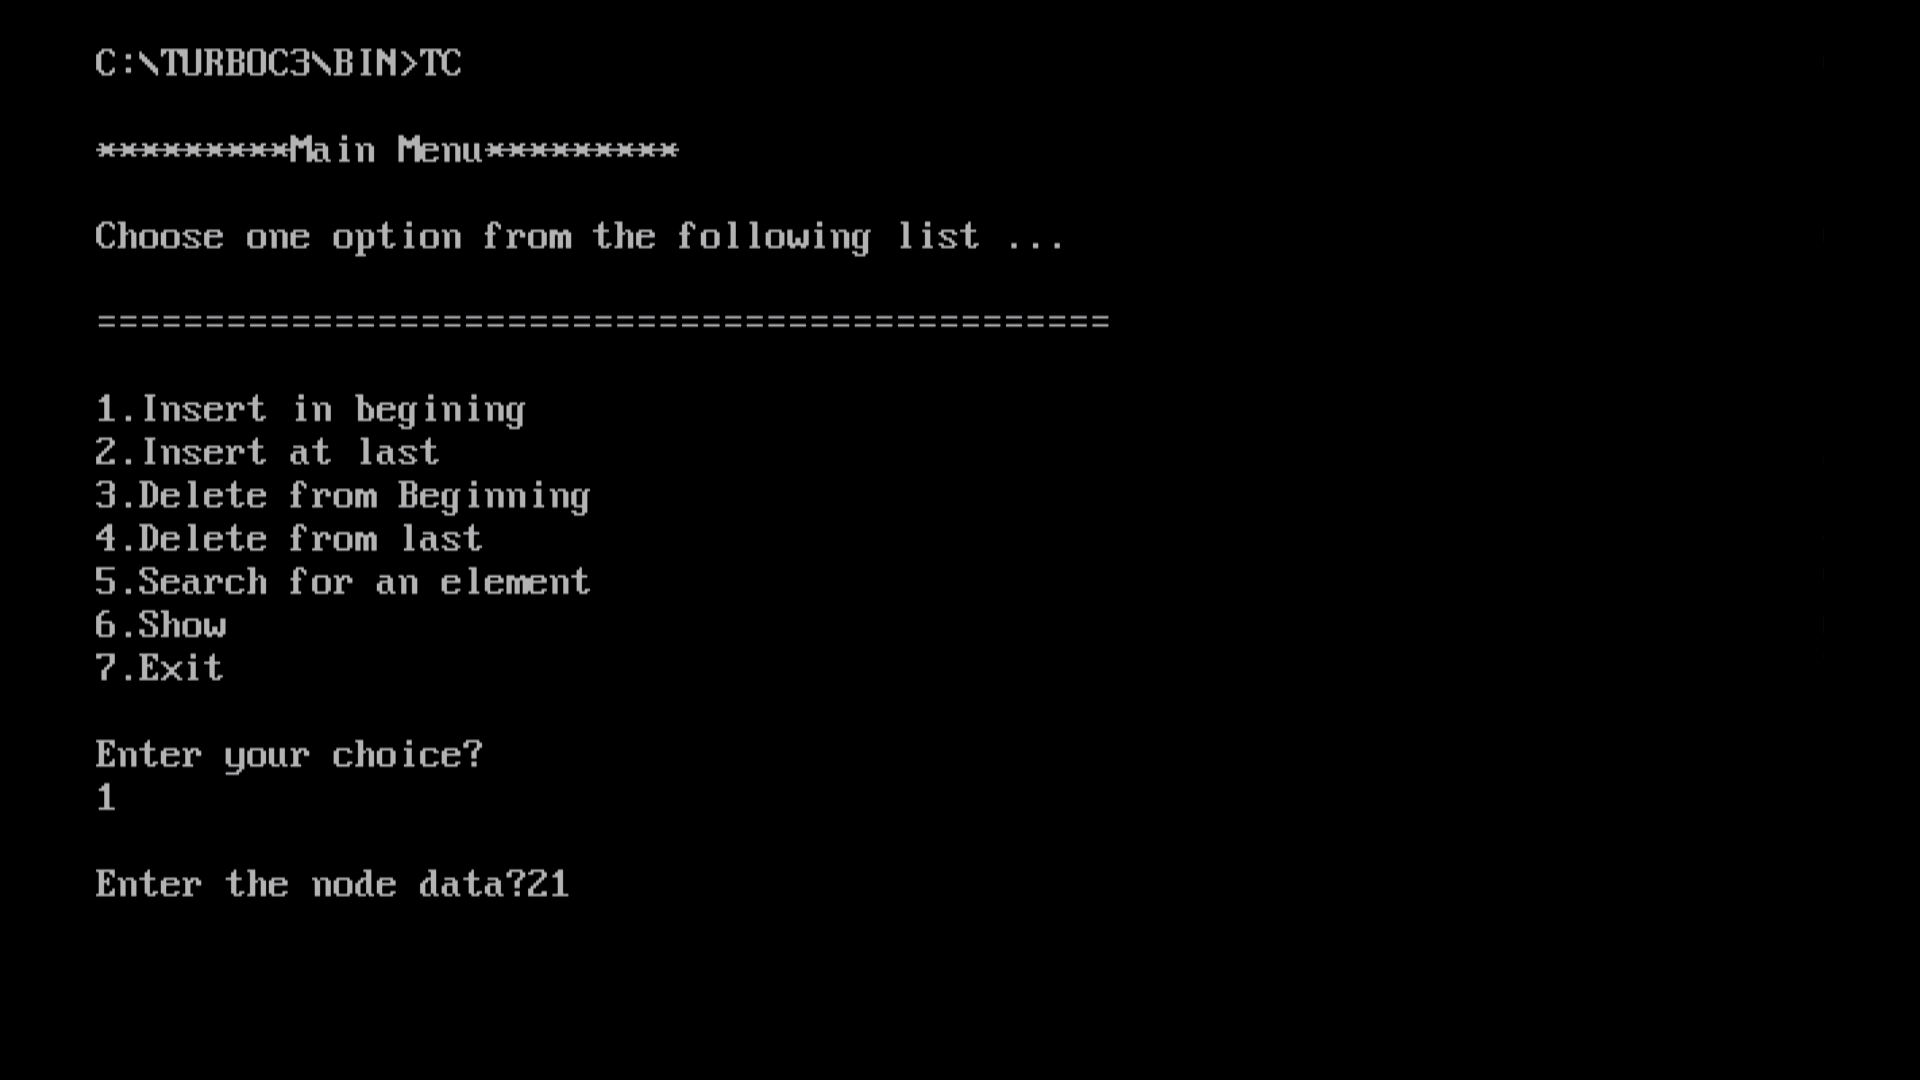 C:\TURBOC3\BIN>TC
*********Main Menu*********
Choose one option from the following list ...
===============================================
1.Insert in begining
2.Insert at last
3.Delete from Beginning
4.Delete from last
5.Search for an element
6.Show
7.Exit
Enter your choice?
1
Enter the node data?21